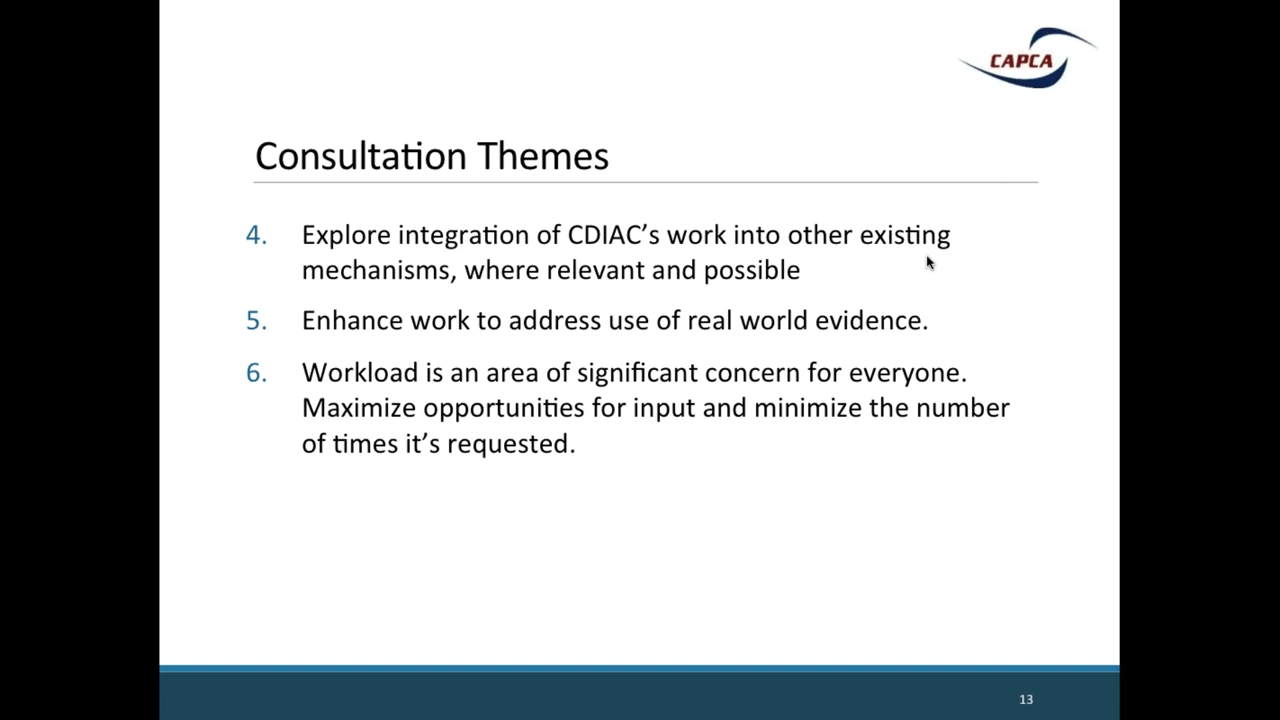 CAPCA
Consultation Themes
4. Explore integration of CDIAC’s work into other existing
mechanisms, where relevant and possible
5. Enhance work to address use of real world evidence.
6. Workload is an area of significant concern for everyone.
Maximize opportunities for input and minimize the number
of times it’s requested.
13